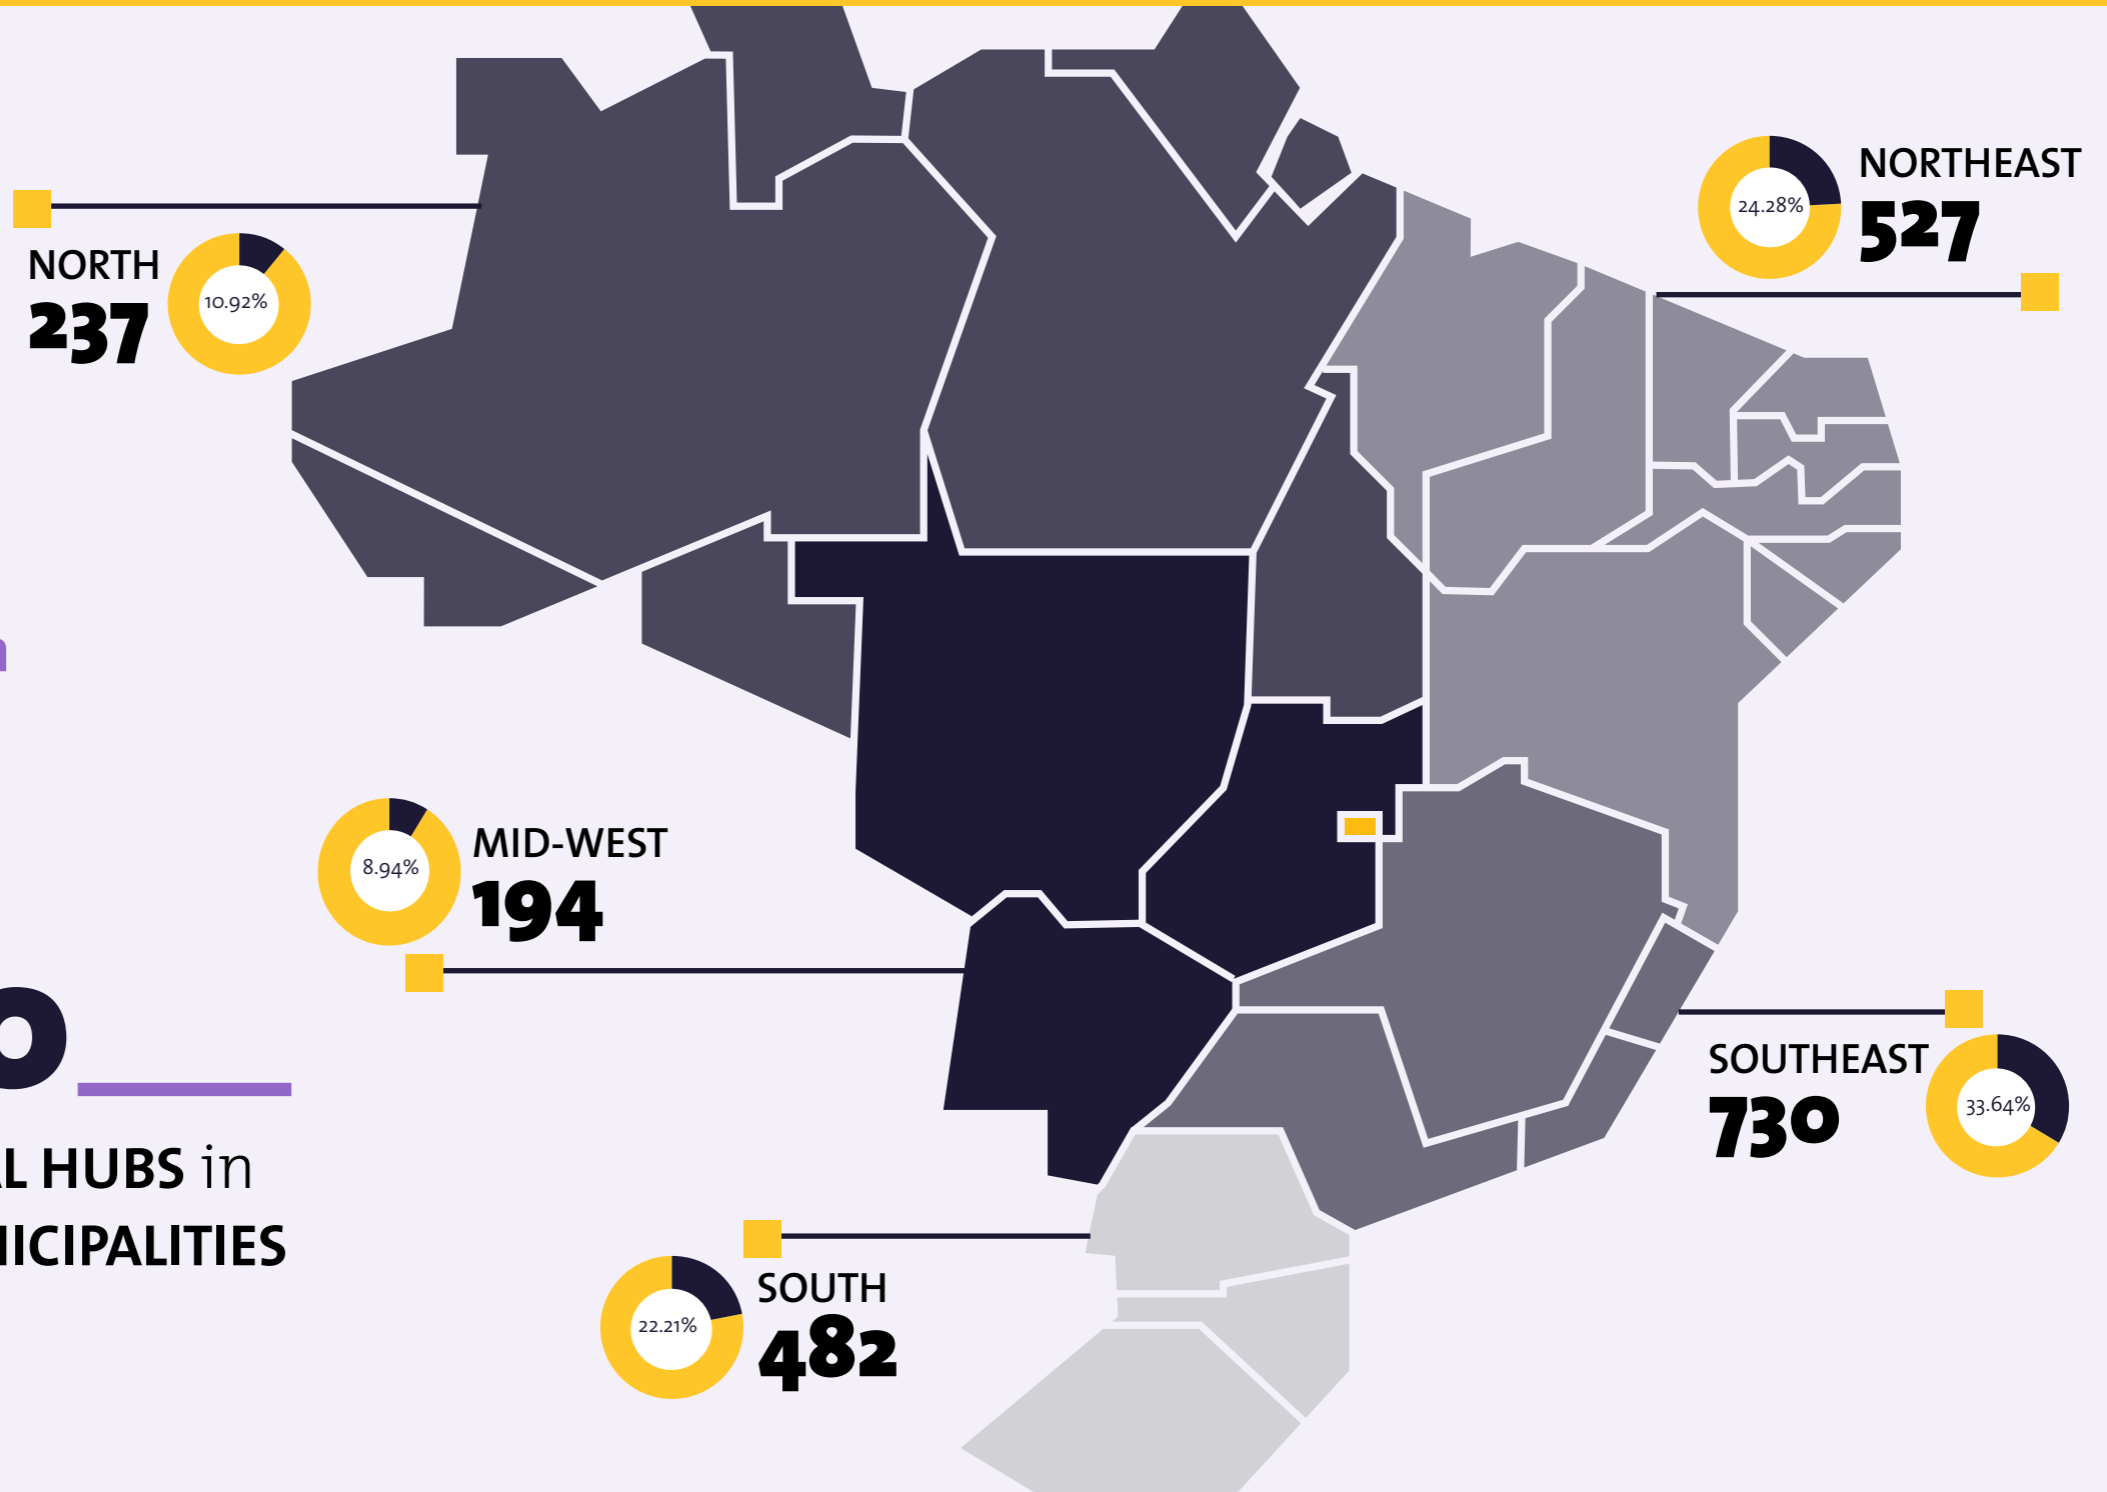 NORTHEAST
24.28%
527
NORTH
10.92%
237
MID-WEST
8.94%
194
HUBS in
SOUTHEAST
33.64%
730
SOUTH
22.21%
482